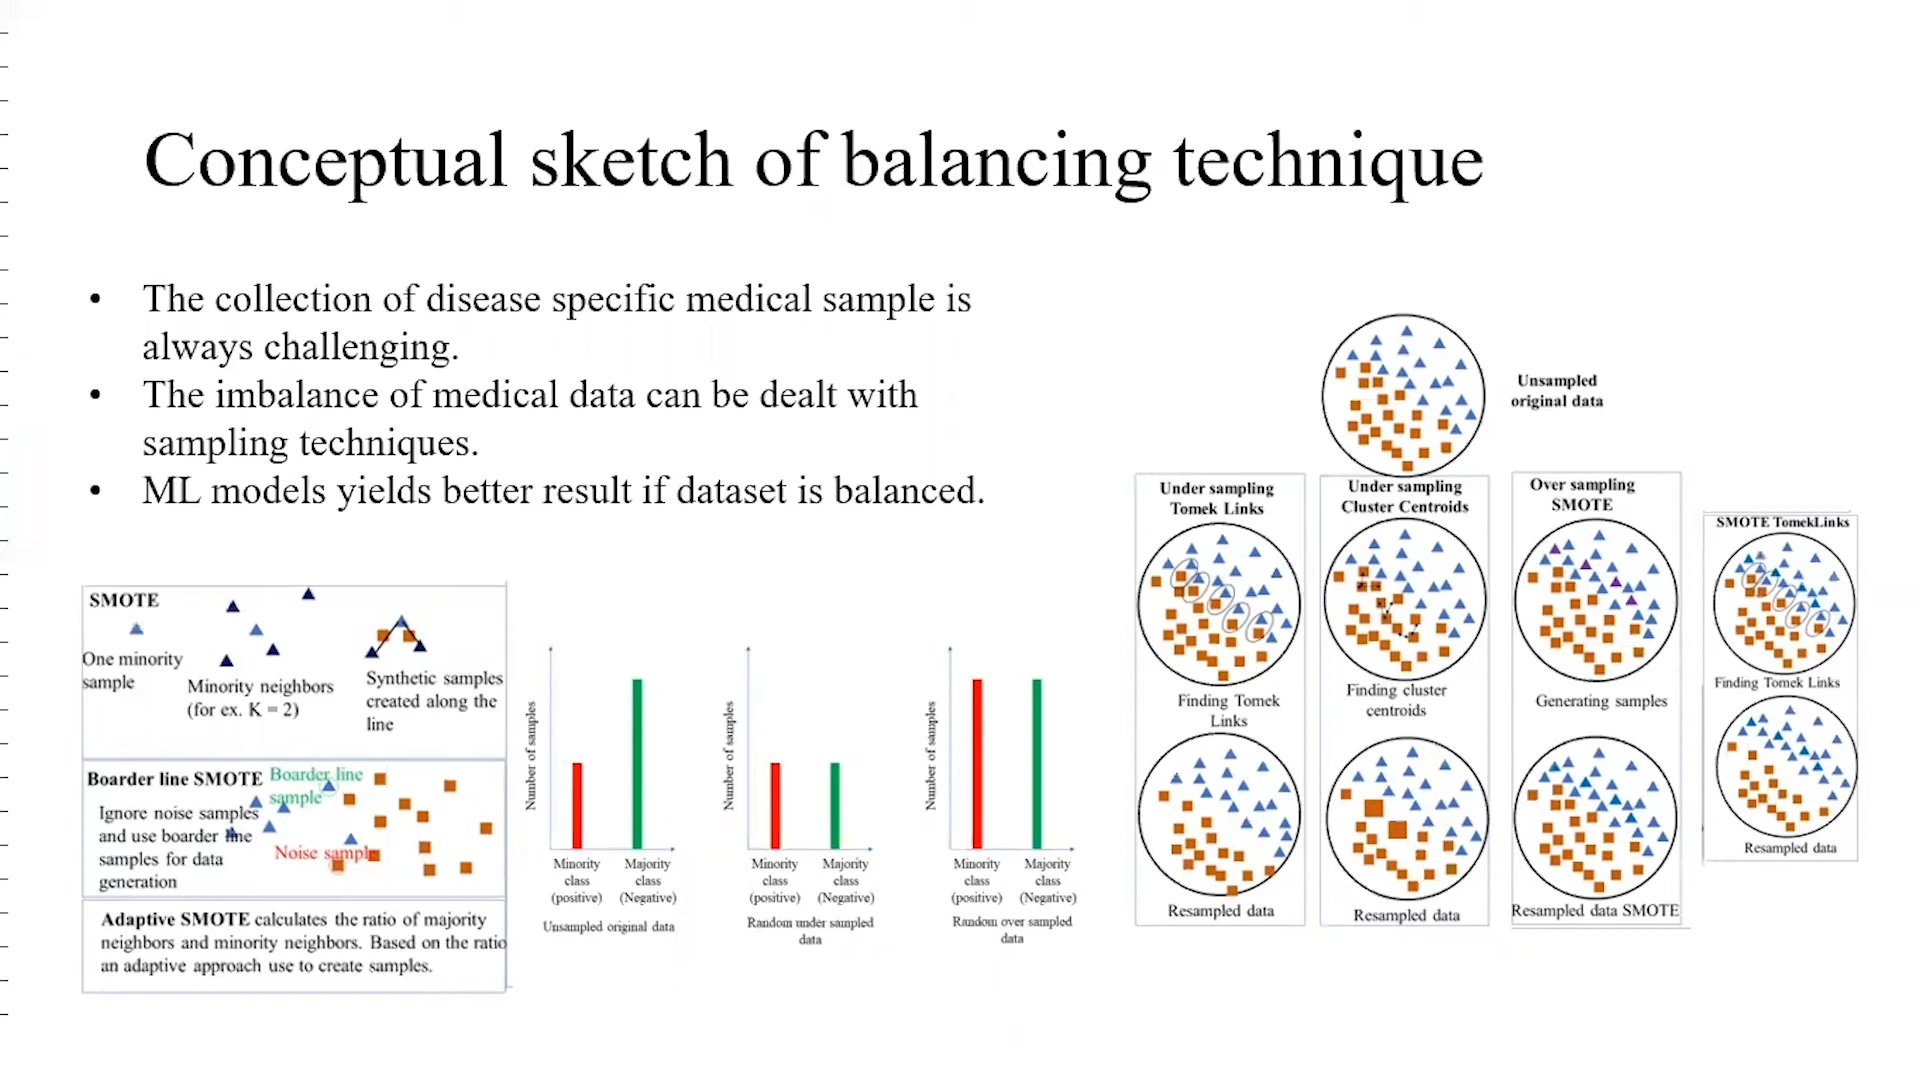 Conceptual sketch of balancing technique
• The collection of disease specific medical sample is
always challenging.
• The imbalance of medical data can be dealt with
sampling techniques.
• ML models yields better result if dataset is balanced.
SMOTE
One minority
sample
Minority neighbors
(for ex. K = 2)
Synthetic samples
created along the
line
Boarder line SMOTE
Boarder line
sample
Ignore noise samples
and use boarder line
samples for data
generation
Noise sample
Adaptive SMOTE calculates the ratio of majority
neighbors and minority neighbors. Based on the ratio
an adaptive approach use to create samples.
Number of samples
Minority
class
(positive)
Majority
class
(Negative)
Unsampled original data
Number of samples
Minority
class
(positive)
Majority
class
(Negative)
Random under sampled
data
Number of samples
Minority
class
(positive)
Majority
class
(Negative)
Random over sampled
data
Unsampled
original data
Under sampling
Tomek Links
Finding Tomek
Links
Resampled data
Under sampling
Cluster Centroids
Finding cluster
centroids
Resampled data
Over sampling
SMOTE
Generating samples
Resampled data SMOTE
SMOTE TomekLinks
Finding Tomek Links
Resampled data